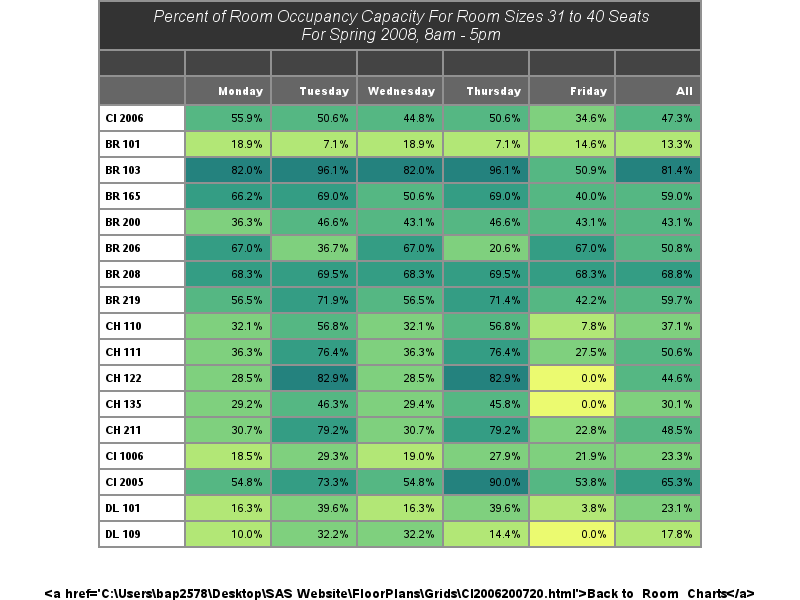 Percent of Room Occupancy Capacity For Room Sizes 31 to 40 Seats
For Spring 2008, 8am - 5pm
Monday Tuesday Wednesday Thursday Friday All
CI 2006 55.9% 50.6% 44.8% 50.6% 34.6% 47.3%
BR 101 18.9% 7.1% 18.9% 7.1% 14.6% 13.3%
BR 103 82.0% 96.1% 82.0% 96.1% 50.9% 81.4%
BR 165 66.2% 69.0% 50.6% 69.0% 40.0% 59.0%
BR 200 36.3% 46.6% 43.1% 46.6% 43.1% 43.1%
BR 206 67.0% 36.7% 67.0% 20.6% 67.0% 50.8%
BR 208 68.3% 69.5% 68.3% 69.5% 68.3% 68.8%
BR 219 56.5% 71.9% 56.5% 71.4% 42.2% 59.7%
CH 110 32.1% 56.8% 32.1% 56.8% 7.8% 37.1%
CH 111 36.3% 76.4% 36.3% 76.4% 27.5% 50.6%
CH 122 28.5% 82.9% 28.5% 82.9% 0.0% 44.6%
CH 135 29.2% 46.3% 29.4% 45.8% 0.0% 30.1%
CH 211 30.7% 79.2% 30.7% 79.2% 22.8% 48.5%
CI 1006 18.5% 29.3% 19.0% 27.9% 21.9% 23.3%
CI 2005 54.8% 73.3% 54.8% 90.0% 53.8% 65.3%
DL 101 16.3% 39.6% 16.3% 39.6% 3.8% 23.1%
DL 109 10.0% 32.2% 32.2% 14.4% 0.0% 17.8%
<a href='C:\Users\bap2578\Desktop\SAS Website\FloorPlans\Grids\CI2006200720.html'>Back to Room Charts</a>